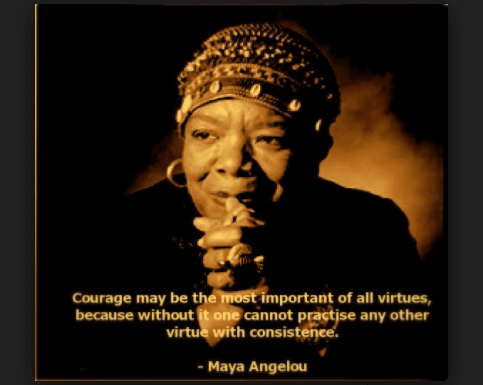 Courage may be the most important of all virtues,
because without it one cannot practise any other
virtue with consistence.
- Maya Angelou